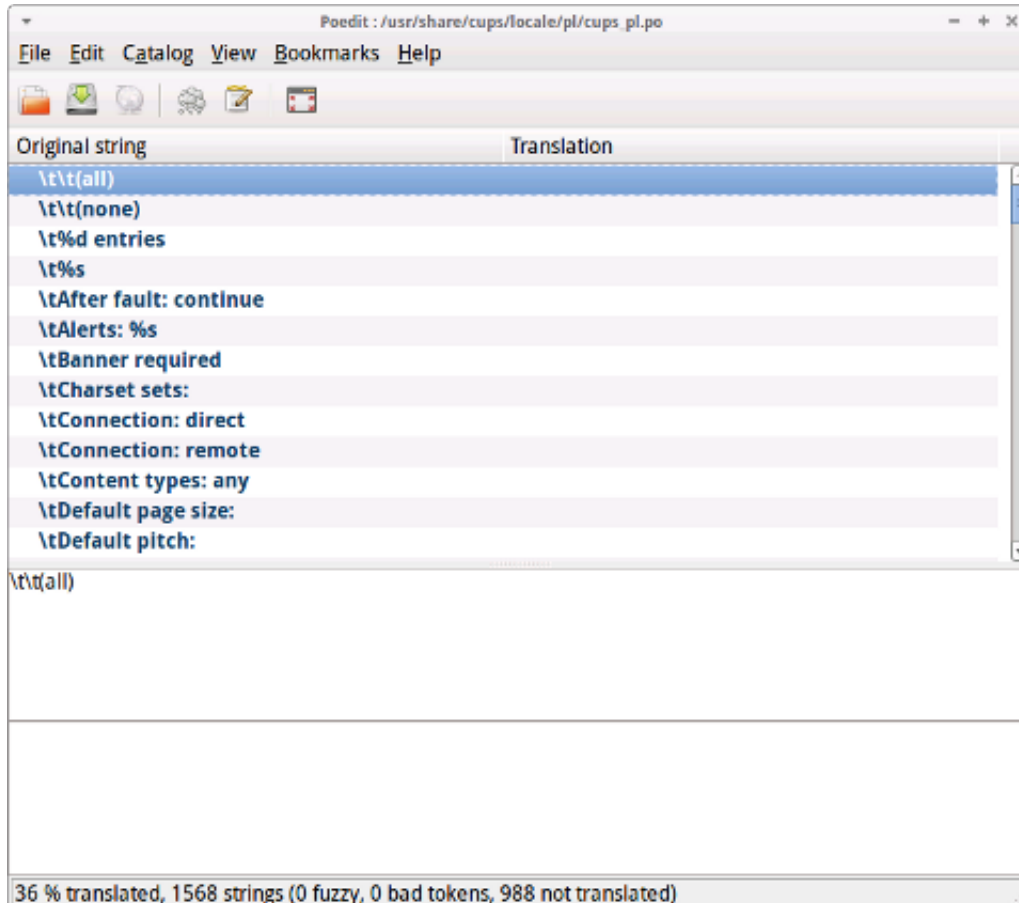 Poedit : /usr/share/cups/locale/pl/cups_pl.po
File Edit Catalog View Bookmarks Help
Original string Translation
\t\t(all)
\t\t(none)
\t%d entries
\t%s
\tAfter fault: continue
\tAlerts: %s
\tBanner required
\tCharset sets:
\tConnection: direct
\tConnection: remote
\tContent types: any
\tDefault page size:
\tDefault pitch:
\t\t(all)
36 % translated, 1568 strings (0 fuzzy, 0 bad tokens, 988 not translated)